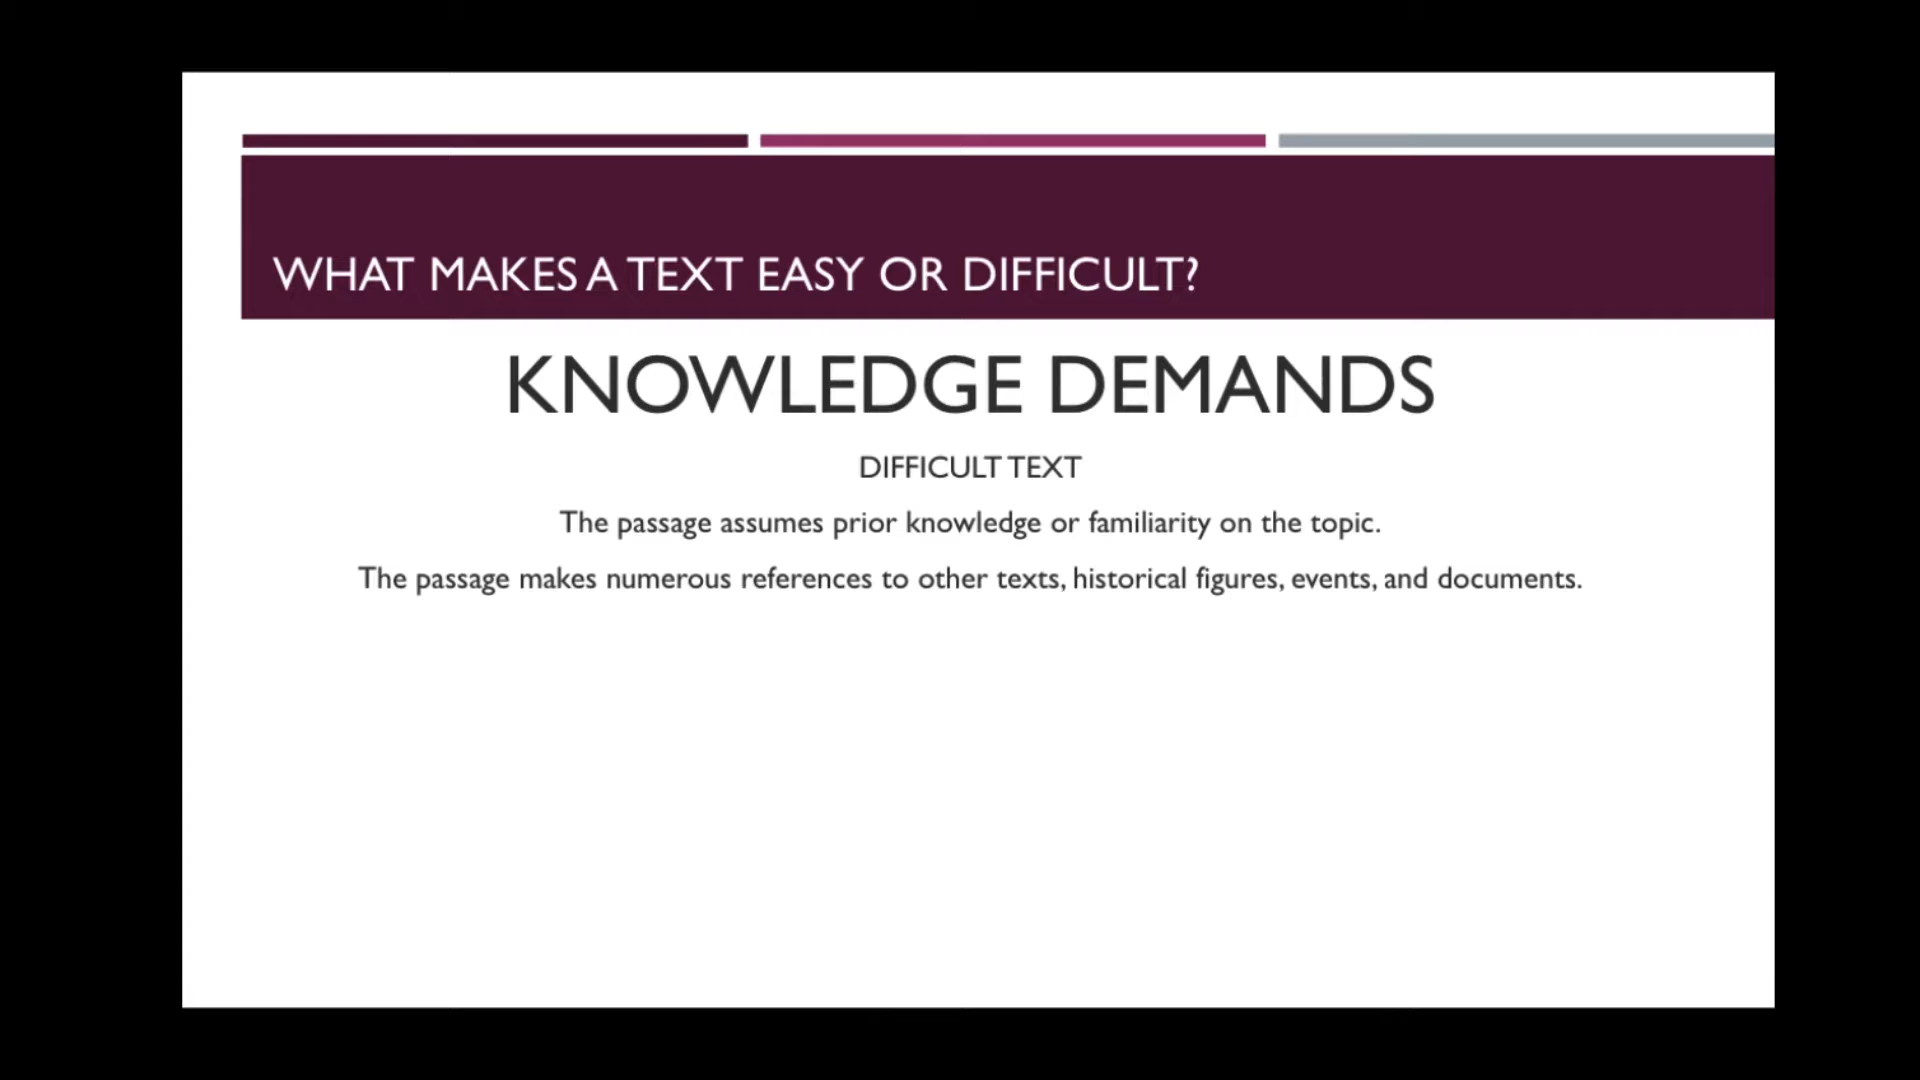 WHAT MAKES A TEXT EASY OR DIFFICULT?
KNOWLEDGE DEMANDS
DIFFICULT TEXT
The passage assumes prior knowledge or familiarity on the topic.
The passage makes numerous references to other texts, historical figures, events, and documents.